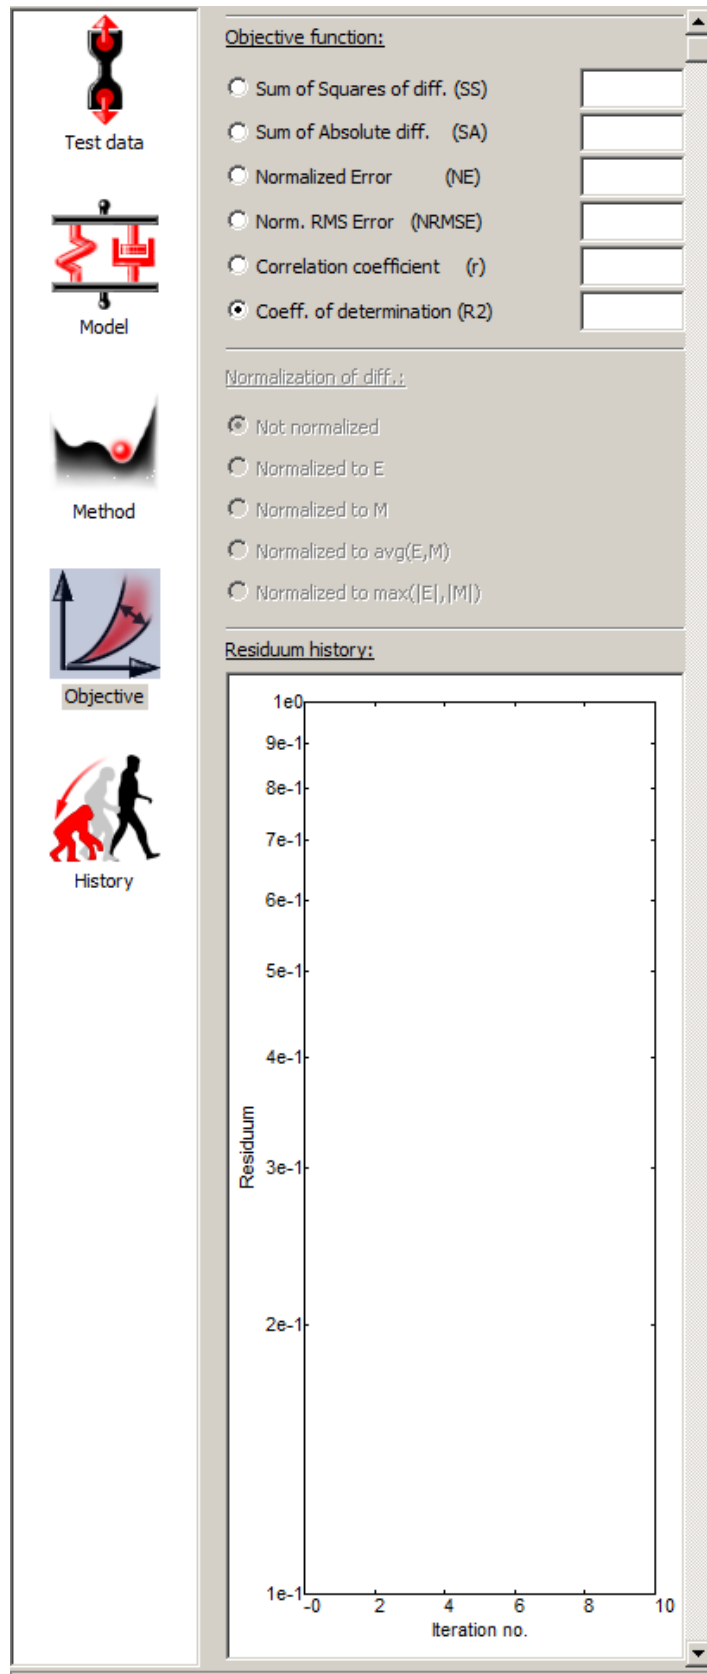 Test data
Model
Method
Objective
History
Objective function:
Sum of Squares of diff. (SS)
Sum of Absolute diff. (SA)
Normalized Error (NE)
Norm. RMS Error (NRMSE)
Correlation coefficient (r)
Coeff. of determination (R2)
Normalization of diff.:
Not normalized
Normalized to E
Normalized to M
Normalized to avg(E,M)
Normalized to max(|E|,|M|)
Residuum history:
1e0
9e-1
8e-1
7e-1
6e-1
5e-1
4e-1
3e-1
2e-1
1e-1
Residuum
-0 2 4 6 8 10
Iteration no.